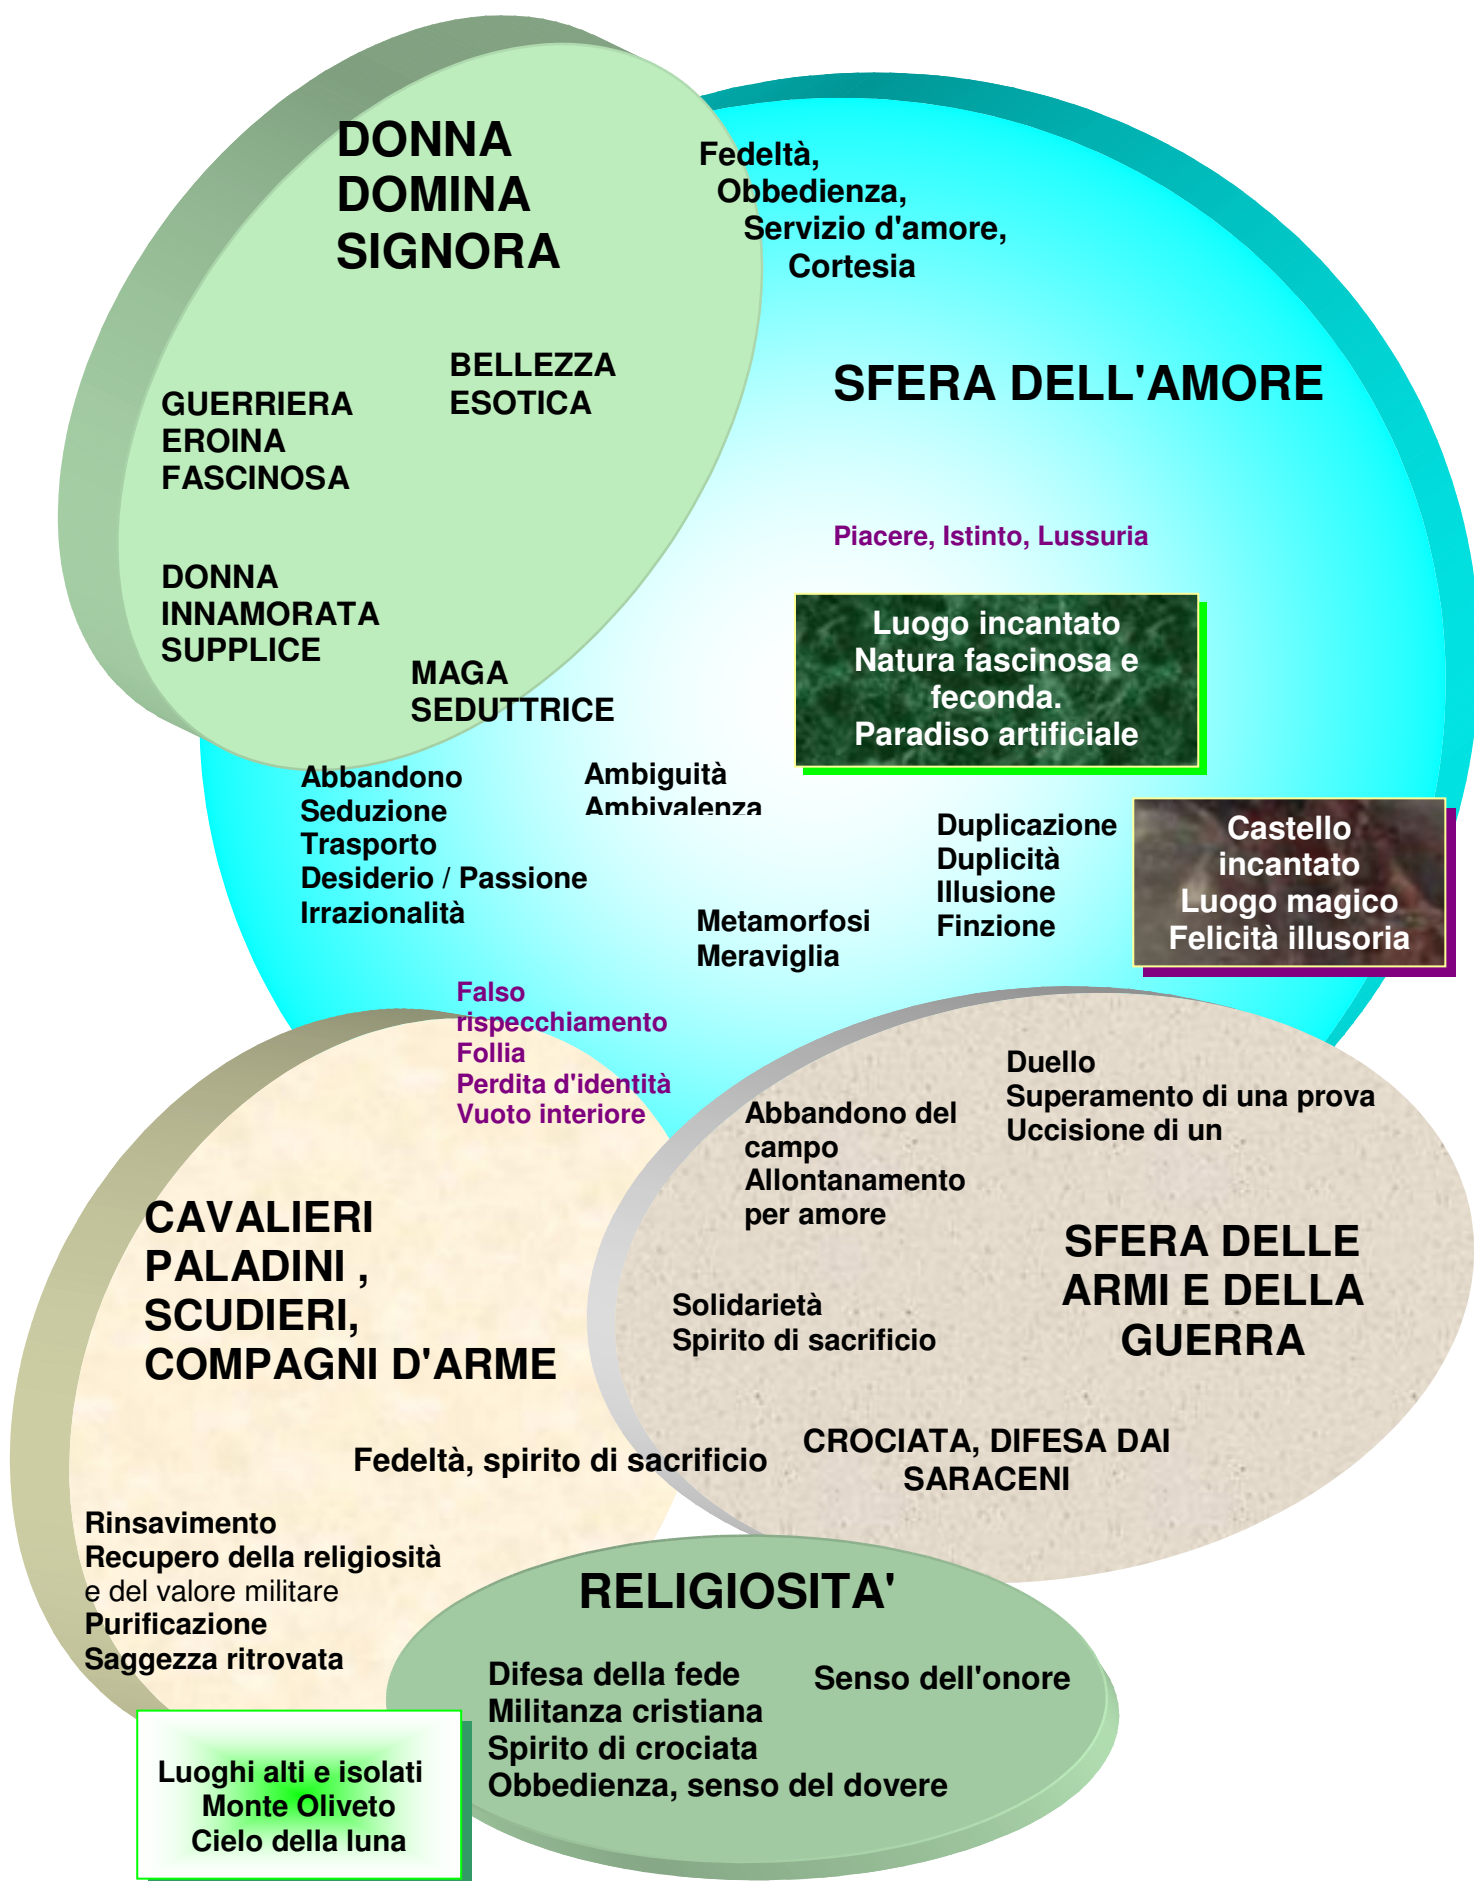 DONNA
DOMINA
SIGNORA
Fedeltà,
Obbedienza,
Servizio d'amore,
Cortesia
BELLEZZA
ESOTICA
GUERRIERA
EROINA
FASCINOSA
SFERA DELL'AMORE
Piacere, Istinto, Lussuria
DONNA
INNAMORATA
SUPPLICE
MAGA
SEDUTTRICE
Luogo incantato
Natura fascinosa e
feconda.
Paradiso artificiale
Abbandono
Seduzione
Trasporto
Desiderio / Passione
Irrazionalità
Ambiguità
Ambivalenza
Duplicazione
Duplicità
Illusione
Finzione
Castello
incantato
Luogo magico
Felicità illusoria
Metamorfosi
Meraviglia
Falso
rispecchiamento
Follia
Perdita d'identità
Vuoto interiore
Duello
Superamento di una prova
Uccisione di un
Abbandono del
campo
Allontanamento
per amore
CAVALIERI
PALADINI ,
SCUDIERI,
COMPAGNI D'ARME
SFERA DELLE
ARMI E DELLA
GUERRA
Solidarietà
Spirito di sacrificio
CROCIATA, DIFESA DAI
SARACENI
Fedeltà, spirito di sacrificio
Rinsavimento
Recupero della religiosità
e del valore militare
Purificazione
Saggezza ritrovata
RELIGIOSITA'
Difesa della fede
Militanza cristiana
Spirito di crociata
Obbedienza, senso del dovere
Senso dell'onore
Luoghi alti e isolati
Monte Oliveto
Cielo della luna